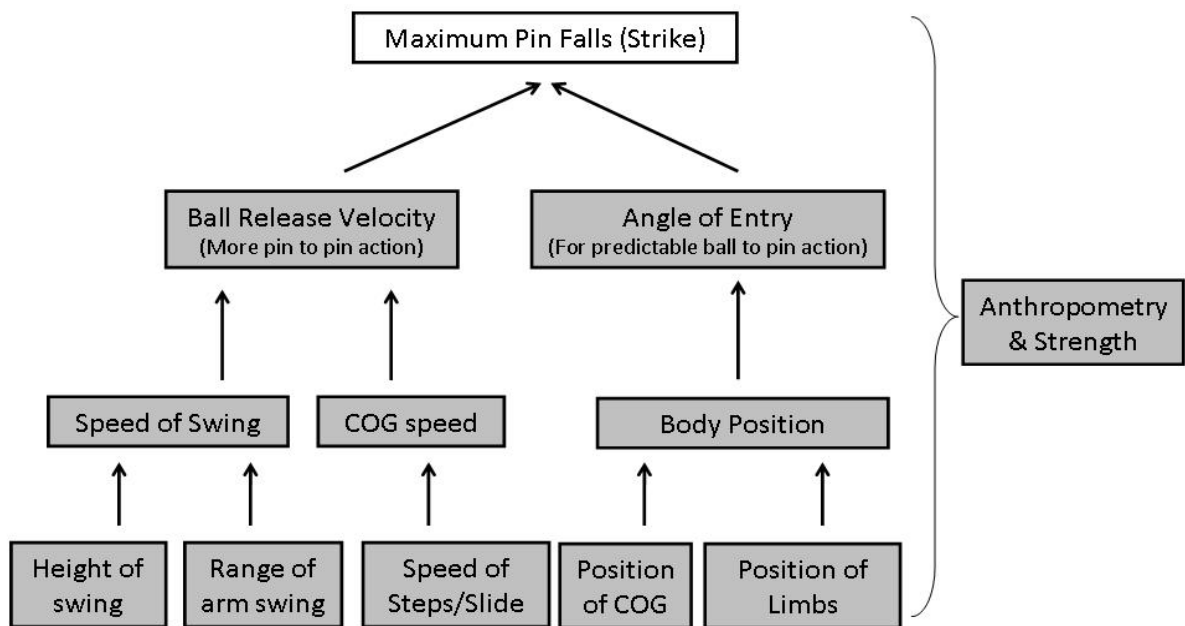 Maximum Pin Falls (Strike)
Ball Release Velocity
(More pin to pin action)
Angle of Entry
(For predictable ball to pin action)
Anthropometry
& Strength
Speed of Swing
COG speed
Body Position
Height of
swing
Range of
arm swing
Speed of
Steps/Slide
Position
of COG
Position of
Limbs